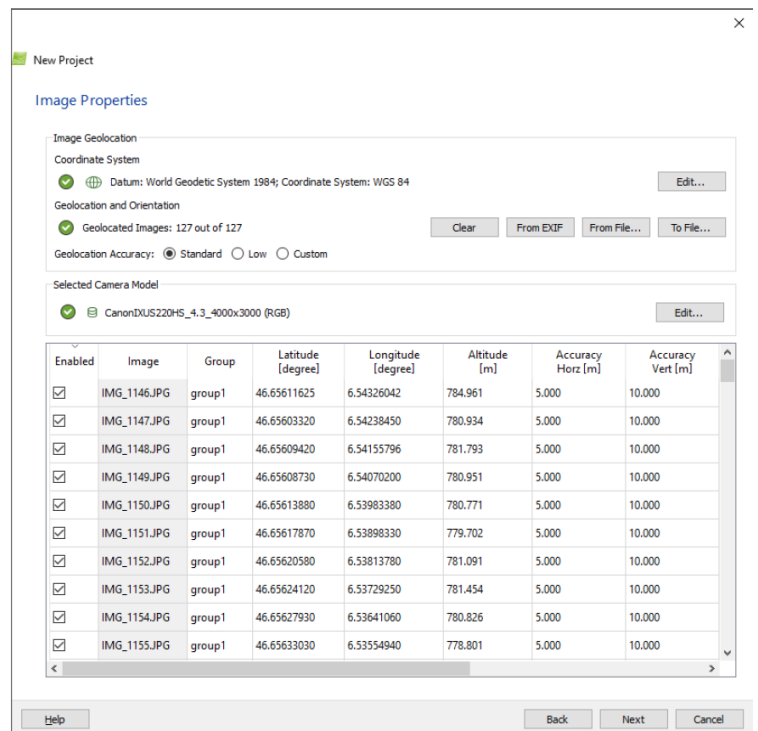 New Project
Image Properties
Image Geolocation
Coordinate System
Datum: World Geodetic System 1984; Coordinate System: WGS 84 Edit...
Geolocation and Orientation
Geolocated Images: 127 out of 127 Clear From EXIF From File... To File...
Geolocation Accuracy: Standard Low Custom
Selected Camera Model
CanonIXUS220HS_4.3_4000x3000 (RGB) Edit...
Enabled Image Group Latitude [degree] Longitude [degree] Altitude [m] Accuracy Horz [m] Accuracy Vert [m]
IMG_1146.JPG group1 46.65611625 6.54326042 784.961 5.000 10.000
IMG_1147.JPG group1 46.65603320 6.54238450 780.934 5.000 10.000
IMG_1148.JPG group1 46.65609420 6.54155796 781.793 5.000 10.000
IMG_1149.JPG group1 46.65608730 6.54070200 780.951 5.000 10.000
IMG_1150.JPG group1 46.65613880 6.53983380 780.771 5.000 10.000
IMG_1151.JPG group1 46.65617870 6.53898330 779.702 5.000 10.000
IMG_1152.JPG group1 46.65620580 6.53813780 781.091 5.000 10.000
IMG_1153.JPG group1 46.65624120 6.53729250 781.454 5.000 10.000
IMG_1154.JPG group1 46.65627930 6.53641060 780.826 5.000 10.000
IMG_1155.JPG group1 46.65633030 6.53554940 778.801 5.000 10.000
Help Back Next Cancel